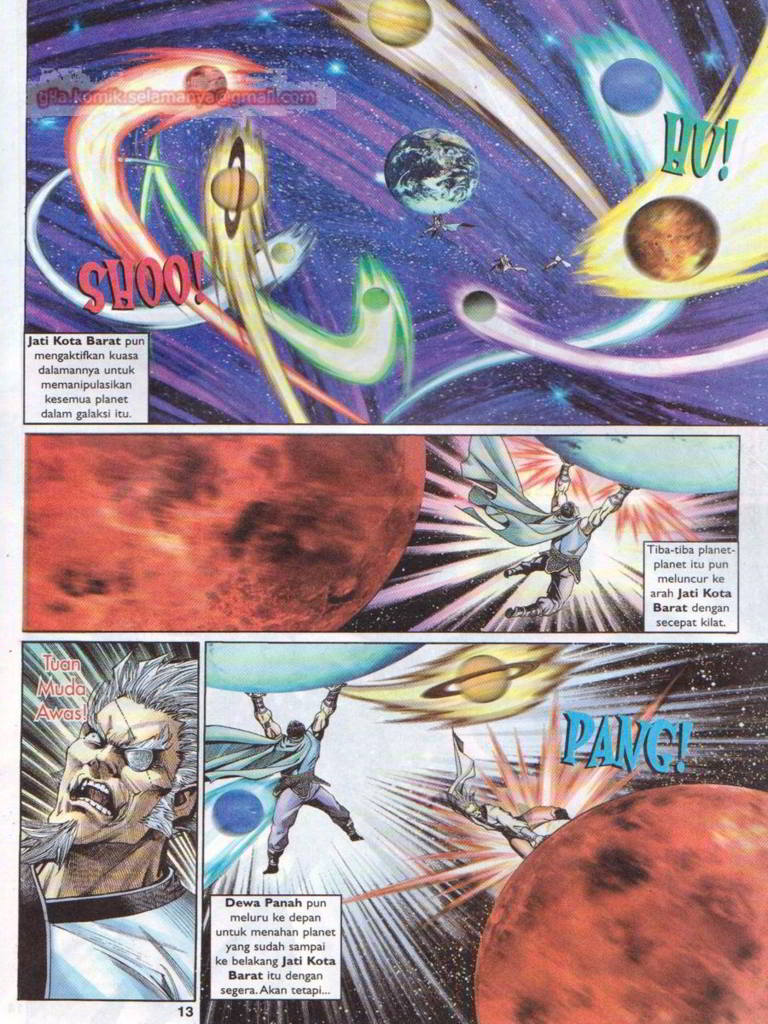 gila.komik.selamanya@gmail.com
HU!
SHOO!
Jati Kota Barat pun
mengaktifkan kuasa
dalamannya untuk
memanipulasikan
kesemua planet
dalam galaksi itu.
Tiba-tiba planet-
planet itu pun
meluncur ke
arah Jati Kota
Barat dengan
secepat kilat.
Tuan
Muda
Awas!
PANG!
Dewa Panah pun
meluru ke depan
untuk menahan planet
yang sudah sampai
ke belakang Jati Kota
Barat itu dengan
segera. Akan tetapi...
13